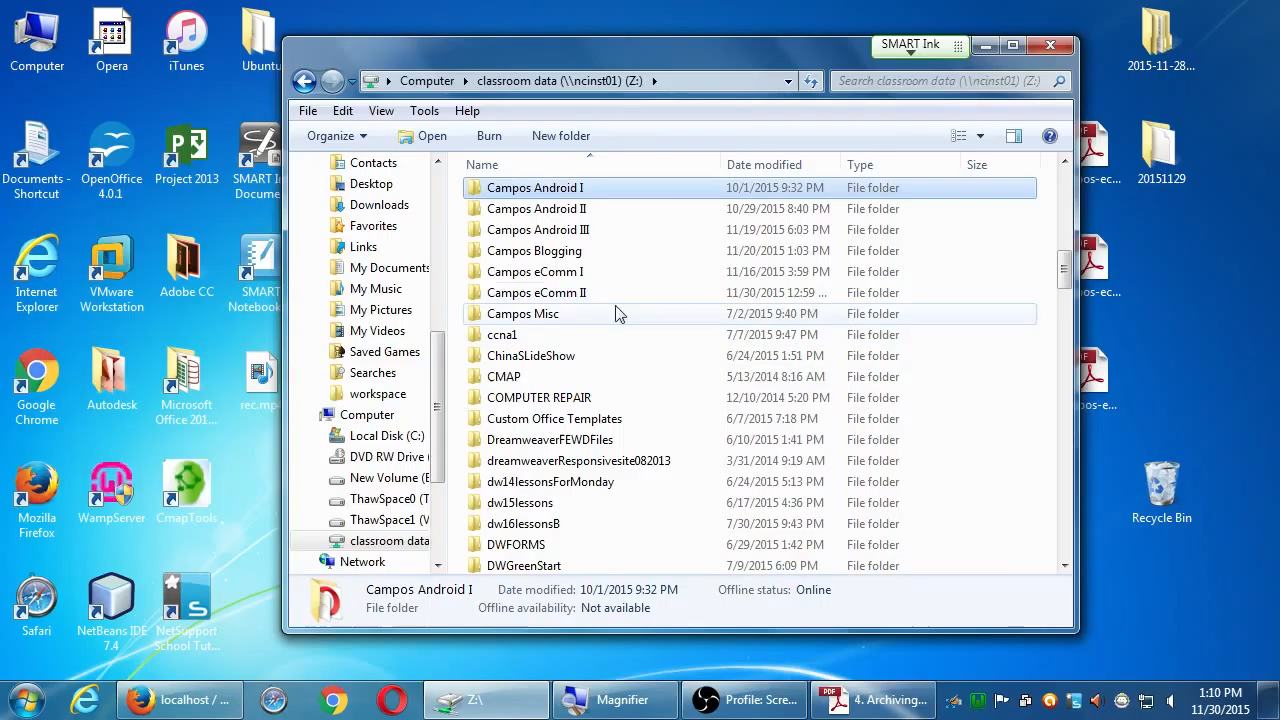 Computer
Opera
iTunes
Ubuntu
2015-11-28...
SMART Ink
Computer
classroom data (\\ncinst01) (Z:)
Search classroom data (\\ncinst01) (Z:)
File Edit View Tools Help
Organize Open Burn New folder
Documents - Shortcut
OpenOffice 4.0.1
Project 2013
20151129
Internet Explorer
VMware Workstation
Adobe CC
Google Chrome
Autodesk
Microsoft Office 201...
rec.mp
Mozilla Firefox
WampServer
CmapTools
Recycle Bin
Safari
NetBeans IDE 7.4
NetSupport School Tut...
Contacts
Desktop
Downloads
Favorites
Links
My Documents
My Music
My Pictures
My Videos
Saved Games
Searches
workspace
Computer
Local Disk (C:)
DVD RW Drive
New Volume (
ThawSpace0 (
ThawSpace1 (
classroom data
Network
Name Date modified Type Size
Campos Android I 10/1/2015 9:32 PM File folder
Campos Android II 10/29/2015 8:40 PM File folder
Campos Android III 11/19/2015 6:03 PM File folder
Campos Blogging 11/20/2015 1:03 PM File folder
Campos eComm I 11/16/2015 3:59 PM File folder
Campos eComm II 11/30/2015 12:59 ... File folder
Campos Misc 7/2/2015 9:40 PM File folder
ccna1 7/7/2015 9:47 PM File folder
ChinaSLideShow 6/24/2015 1:51 PM File folder
CMAP 5/13/2014 8:16 AM File folder
COMPUTER REPAIR 12/10/2014 5:20 PM File folder
Custom Office Templates 6/7/2015 7:18 PM File folder
DreamweaverFEWDFiles 6/10/2015 1:41 PM File folder
dreamweaverResponsivesite082013 3/31/2014 9:19 AM File folder
dw14lessonsForMonday 6/24/2015 5:13 PM File folder
dw15lessons 6/17/2015 4:36 PM File folder
dw16lessonsB 6/23/2015 9:43 PM File folder
DWFORMS 6/29/2015 1:42 PM File folder
DWGreenStart 7/9/2015 6:09 PM File folder
Campos Android I Date modified: 10/1/2015 9:32 PM Offline status: Online
File folder Offline availability: Not available
localhost / ...
Z:\
Magnifier
Profile: Scre...
4. Archiving...
1:10 PM
11/30/2015